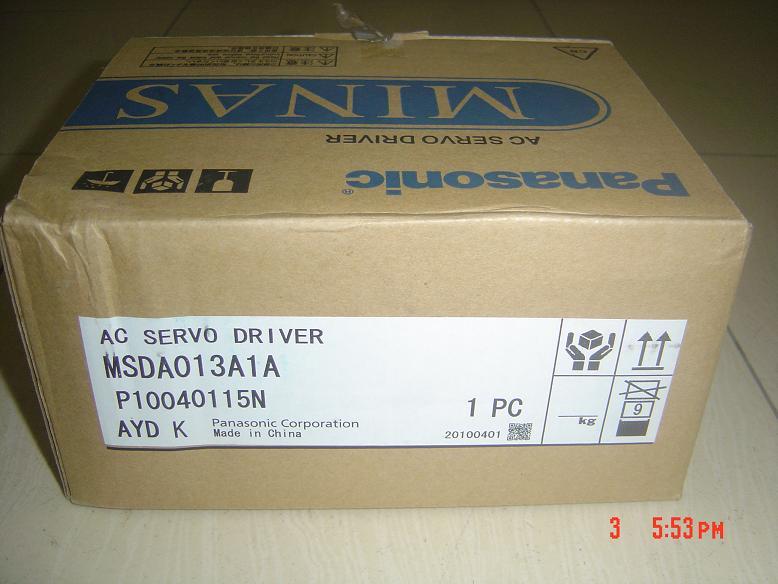 MINAS
AC SERVO DRIVER
Panasonic®
AC SERVO DRIVER
MSDA013A1A
P10040115N
1 PC
AYD K
Panasonic Corporation
Made in China
20100401
kg
9
3 5:53PM